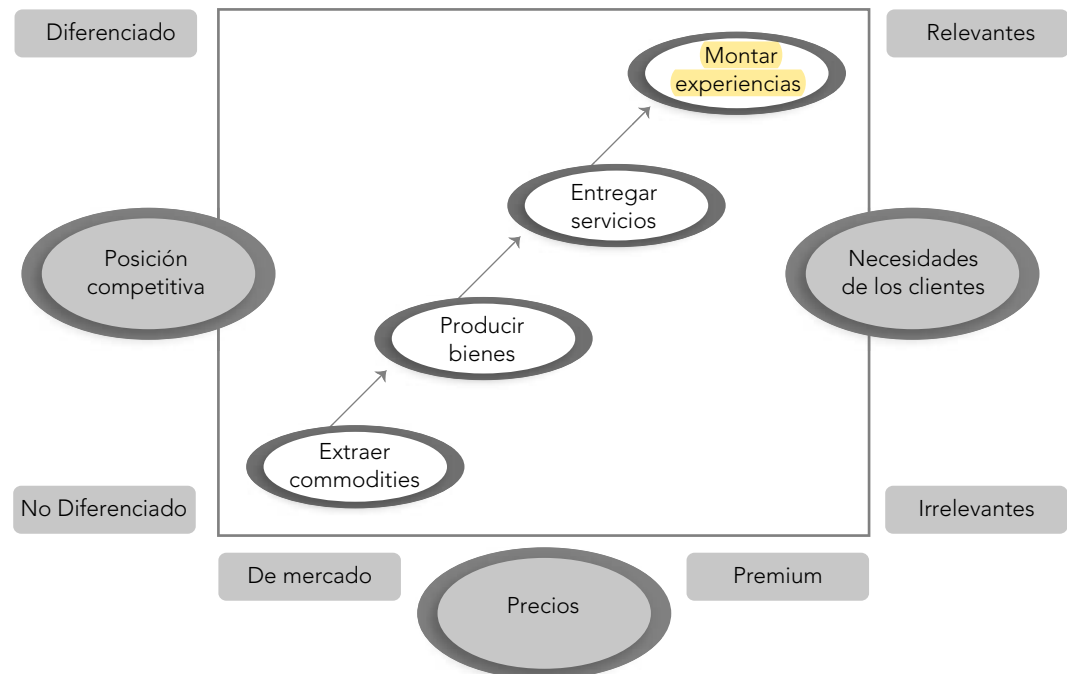 Diferenciado
Relevantes
Montar
experiencias
Entregar
servicios
Posición
competitiva
Necesidades
de los clientes
Producir
bienes
Extraer
commodities
No Diferenciado
Irrelevantes
De mercado
Premium
Precios